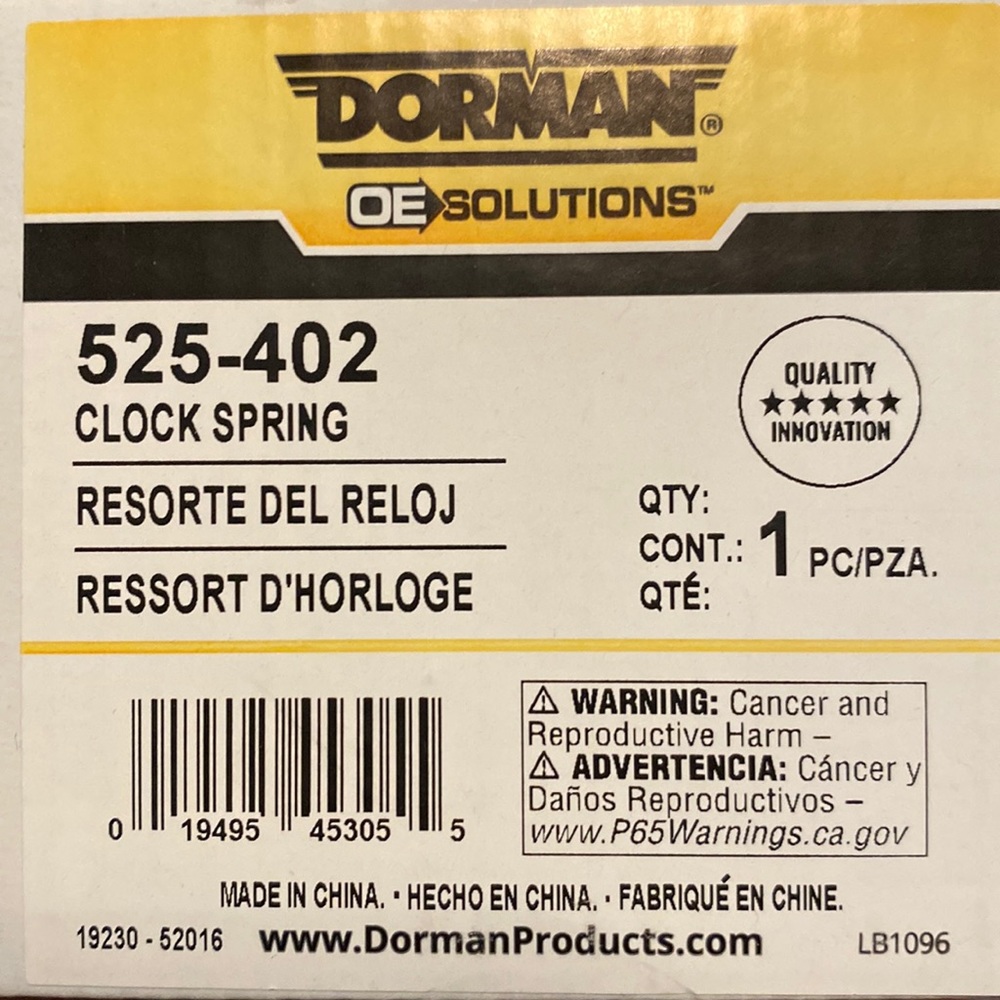 DORMAN®
OE SOLUTIONS™
525-402
CLOCK SPRING
RESORTE DEL RELOJ
RESSORT D'HORLOGE
QUALITY
★★★★★
INNOVATION
QTY:
CONT.: 1 PC/PZA.
QTÉ:
0 19495 45305 5
⚠ WARNING: Cancer and
Reproductive Harm –
⚠ ADVERTENCIA: Cáncer y
Daños Reproductivos –
www.P65Warnings.ca.gov
MADE IN CHINA. · HECHO EN CHINA. · FABRIQUÉ EN CHINE.
19230 - 52016 www.DormanProducts.com LB1096